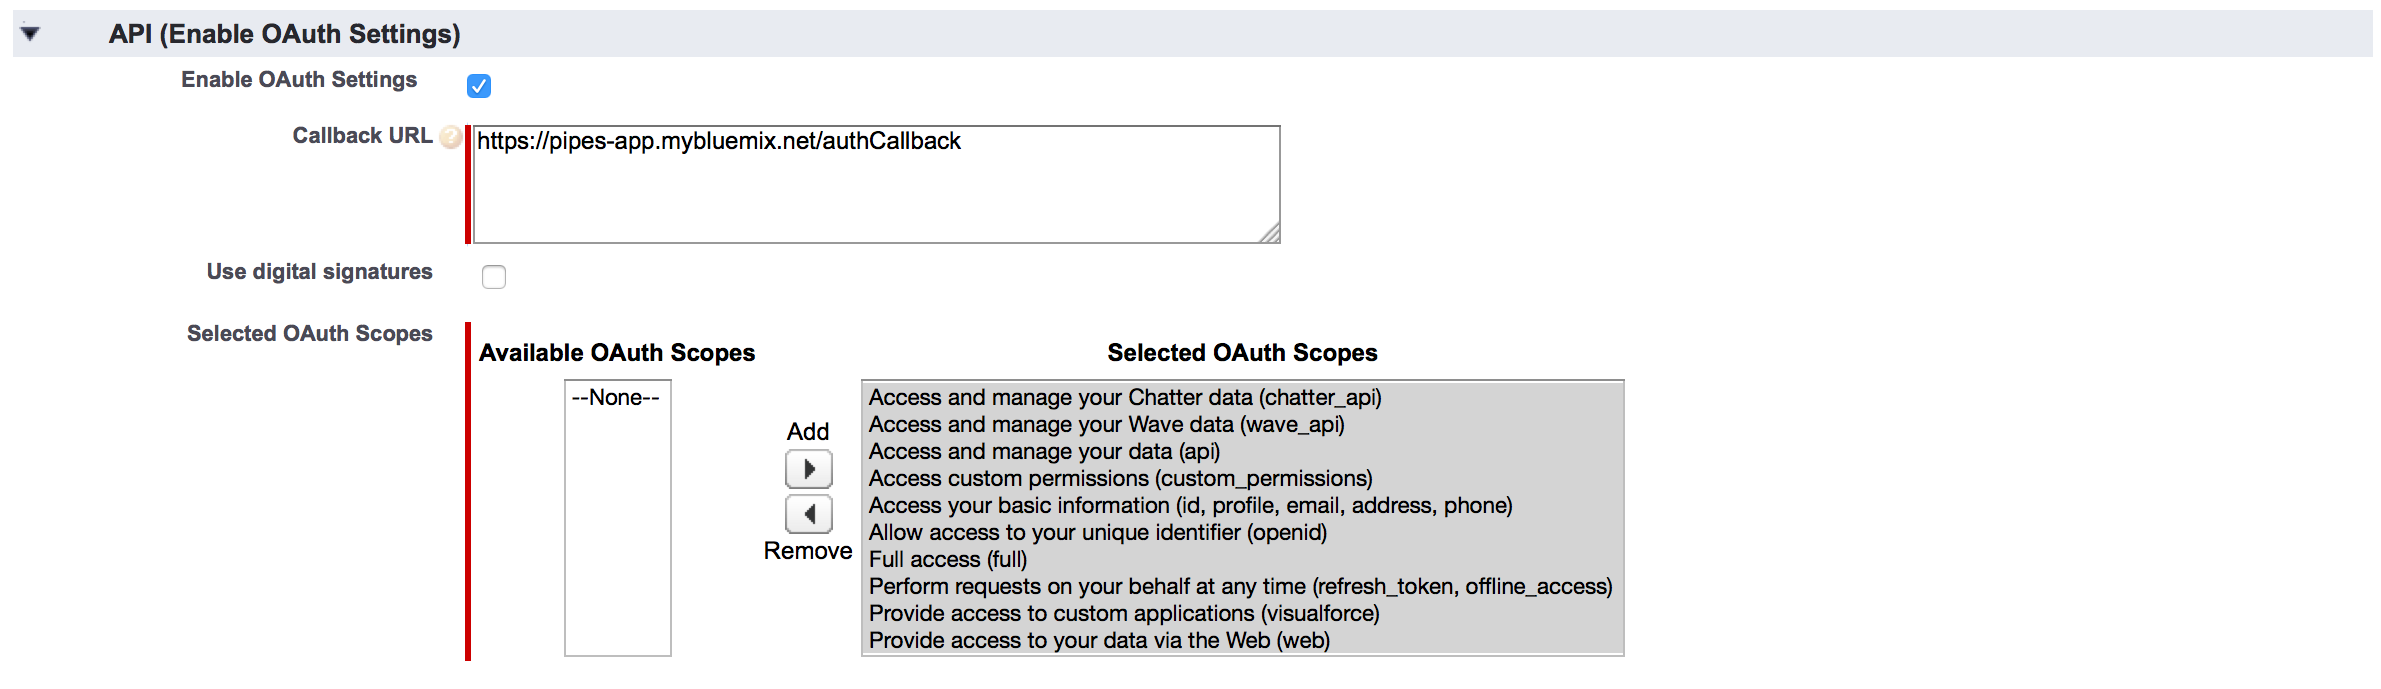 API (Enable OAuth Settings)
Enable OAuth Settings
Callback URL ?
https://pipes-app.mybluemix.net/authCallback
Use digital signatures
Selected OAuth Scopes
Available OAuth Scopes
--None--
Add
Remove
Selected OAuth Scopes
Access and manage your Chatter data (chatter_api)
Access and manage your Wave data (wave_api)
Access and manage your data (api)
Access custom permissions (custom_permissions)
Access your basic information (id, profile, email, address, phone)
Allow access to your unique identifier (openid)
Full access (full)
Perform requests on your behalf at any time (refresh_token, offline_access)
Provide access to custom applications (visualforce)
Provide access to your data via the Web (web)